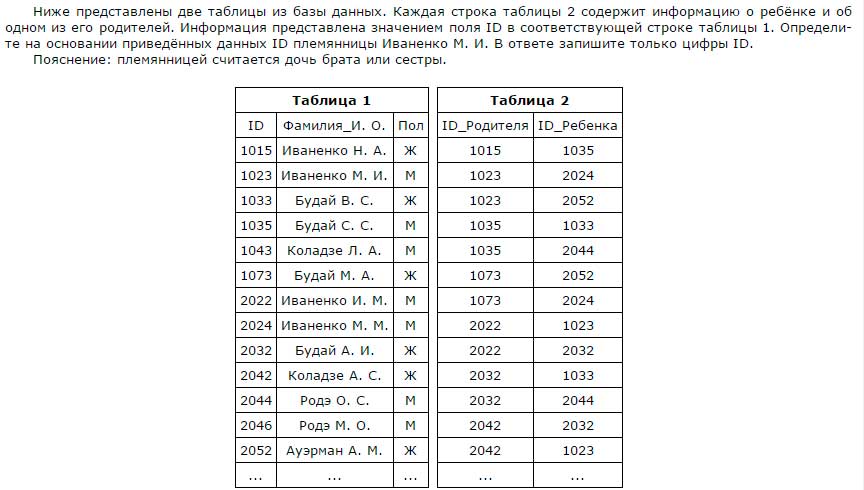 Ниже представлены две таблицы из базы данных. Каждая строка таблицы 2 содержит информацию о ребёнке и об
одном из его родителей. Информация представлена значением поля ID в соответствующей строке таблицы 1. Определи-
те на основании приведённых данных ID племянницы Иваненко М. И. В ответе запишите только цифры ID.
Пояснение: племянницей считается дочь брата или сестры.
Таблица 1 Таблица 2
ID Фамилия_И. О. Пол ID_Родителя ID_Ребенка
1015 Иваненко Н. А. Ж 1015 1035
1023 Иваненко М. И. М 1023 2024
1033 Будай В. С. Ж 1023 2052
1035 Будай С. С. М 1035 1033
1043 Коладзе Л. А. М 1035 2044
1073 Будай М. А. Ж 1073 2052
2022 Иваненко И. М. М 1073 2024
2024 Иваненко М. М. М 2022 1023
2032 Будай А. И. Ж 2022 2032
2042 Коладзе А. С. Ж 2032 1033
2044 Родэ О. С. М 2032 2044
2046 Родэ М. О. М 2042 2032
2052 Ауэрман А. М. Ж 2042 1023
... ... ... ... ...